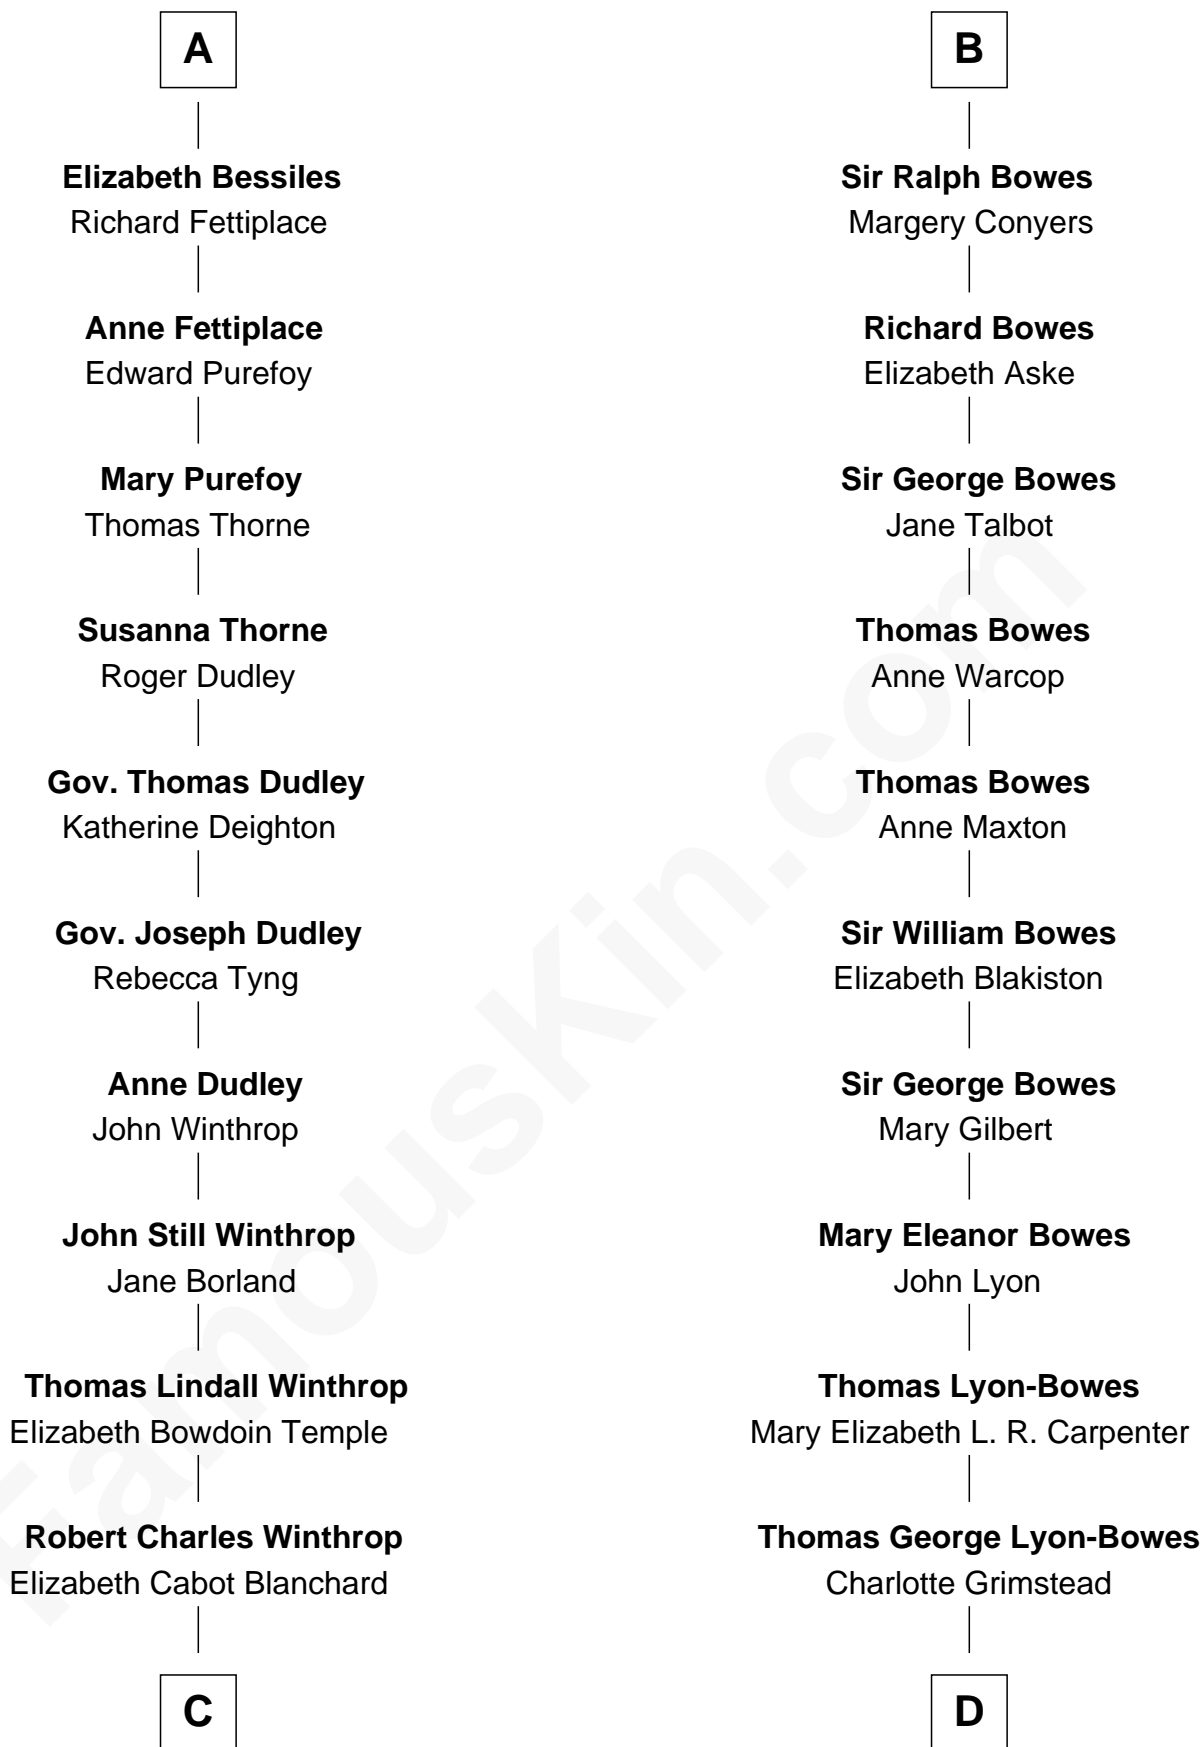 A
Elizabeth Bessiles
Richard Fettiplace
Anne Fettiplace
Edward Purefoy
Mary Purefoy
Thomas Thorne
Susanna Thorne
Roger Dudley
Gov. Thomas Dudley
Katherine Deighton
Gov. Joseph Dudley
Rebecca Tyng
Anne Dudley
John Winthrop
John Still Winthrop
Jane Borland
Thomas Lindall Winthrop
Elizabeth Bowdoin Temple
Robert Charles Winthrop
Elizabeth Cabot Blanchard
C
B
Sir Ralph Bowes
Margery Conyers
Richard Bowes
Elizabeth Aske
Sir George Bowes
Jane Talbot
Thomas Bowes
Anne Warcop
Thomas Bowes
Anne Maxton
Sir William Bowes
Elizabeth Blakiston
Sir George Bowes
Mary Gilbert
Mary Eleanor Bowes
John Lyon
Thomas Lyon-Bowes
Mary Elizabeth L. R. Carpenter
Thomas George Lyon-Bowes
Charlotte Grimstead
D
FamousKin.com